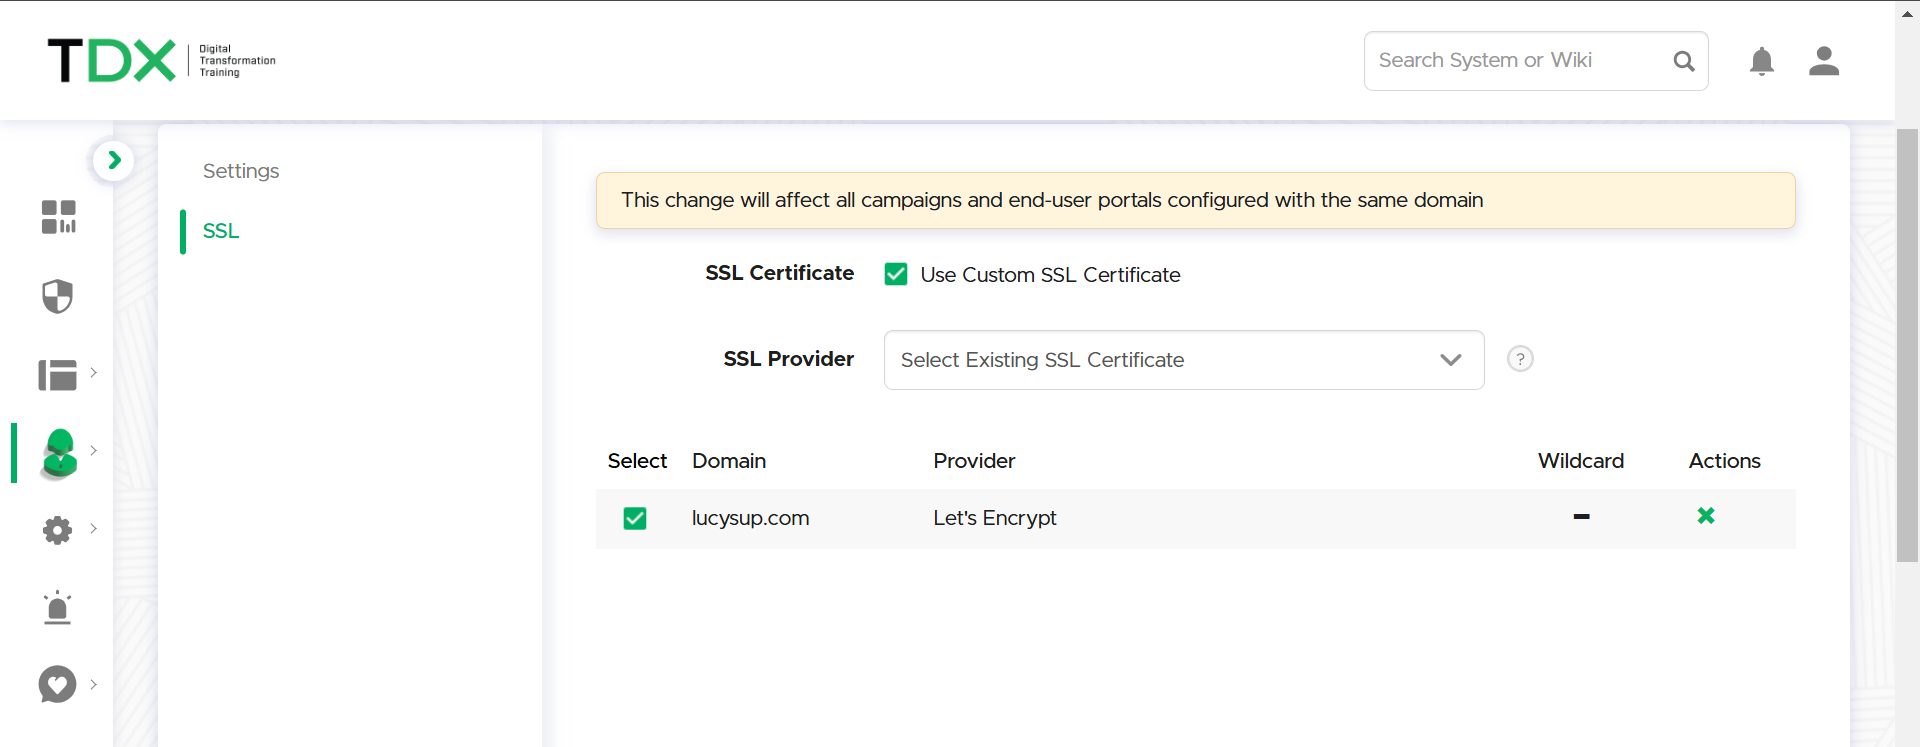 TDX
Digital
Transformation
Training
Search System or Wiki
Settings
SSL
This change will affect all campaigns and end-user portals configured with the same domain
SSL Certificate Use Custom SSL Certificate
SSL Provider Select Existing SSL Certificate ?
Select Domain Provider Wildcard Actions
lucysup.com Let's Encrypt